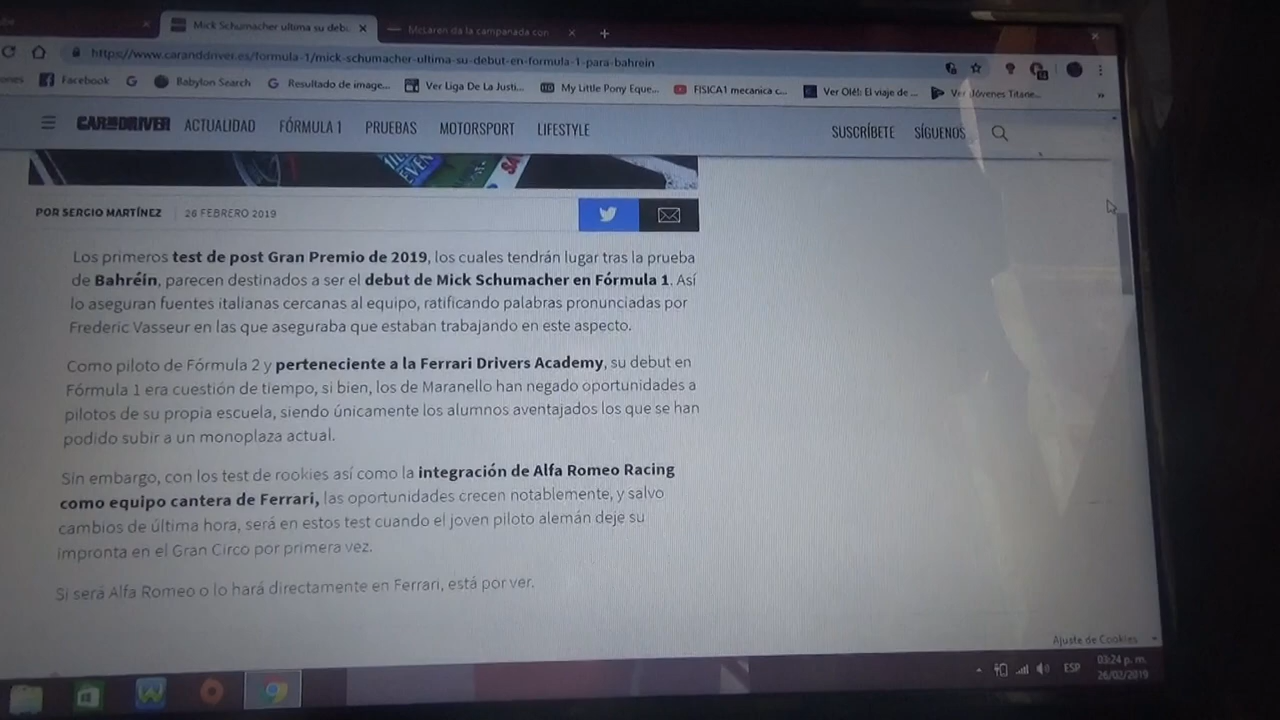 Mick Schumacher ultima su debu
McLaren da la campanada con
https://www.caranddriver.es/formula-1/mick-schumacher-ultima-su-debut-en-formula-1-para-bahrein
Facebook
Babylon Search
Resultado de image...
Ver Liga De La Justi...
My Little Pony Eque...
FISICA1 mecanica c...
Ver Olé!: El viaje de ...
Ver Jóvenes Titane...
CAR AND DRIVER ACTUALIDAD FÓRMULA 1 PRUEBAS MOTORSPORT LIFESTYLE SUSCRÍBETE SÍGUENOS
POR SERGIO MARTÍNEZ 26 FEBRERO 2019
Los primeros test de post Gran Premio de 2019, los cuales tendrán lugar tras la prueba
de Bahréin, parecen destinados a ser el debut de Mick Schumacher en Fórmula 1. Así
lo aseguran fuentes italianas cercanas al equipo, ratificando palabras pronunciadas por
Frederic Vasseur en las que aseguraba que estaban trabajando en este aspecto.
Como piloto de Fórmula 2 y perteneciente a la Ferrari Drivers Academy, su debut en
Fórmula 1 era cuestión de tiempo, si bien, los de Maranello han negado oportunidades a
pilotos de su propia escuela, siendo únicamente los alumnos aventajados los que se han
podido subir a un monoplaza actual.
Sin embargo, con los test de rookies así como la integración de Alfa Romeo Racing
como equipo cantera de Ferrari, las oportunidades crecen notablemente, y salvo
cambios de última hora, será en estos test cuando el joven piloto alemán deje su
impronta en el Gran Circo por primera vez.
Si será Alfa Romeo o lo hará directamente en Ferrari, está por ver.
Ajuste de Cookies
ESP
03:24 p. m.
26/02/2019